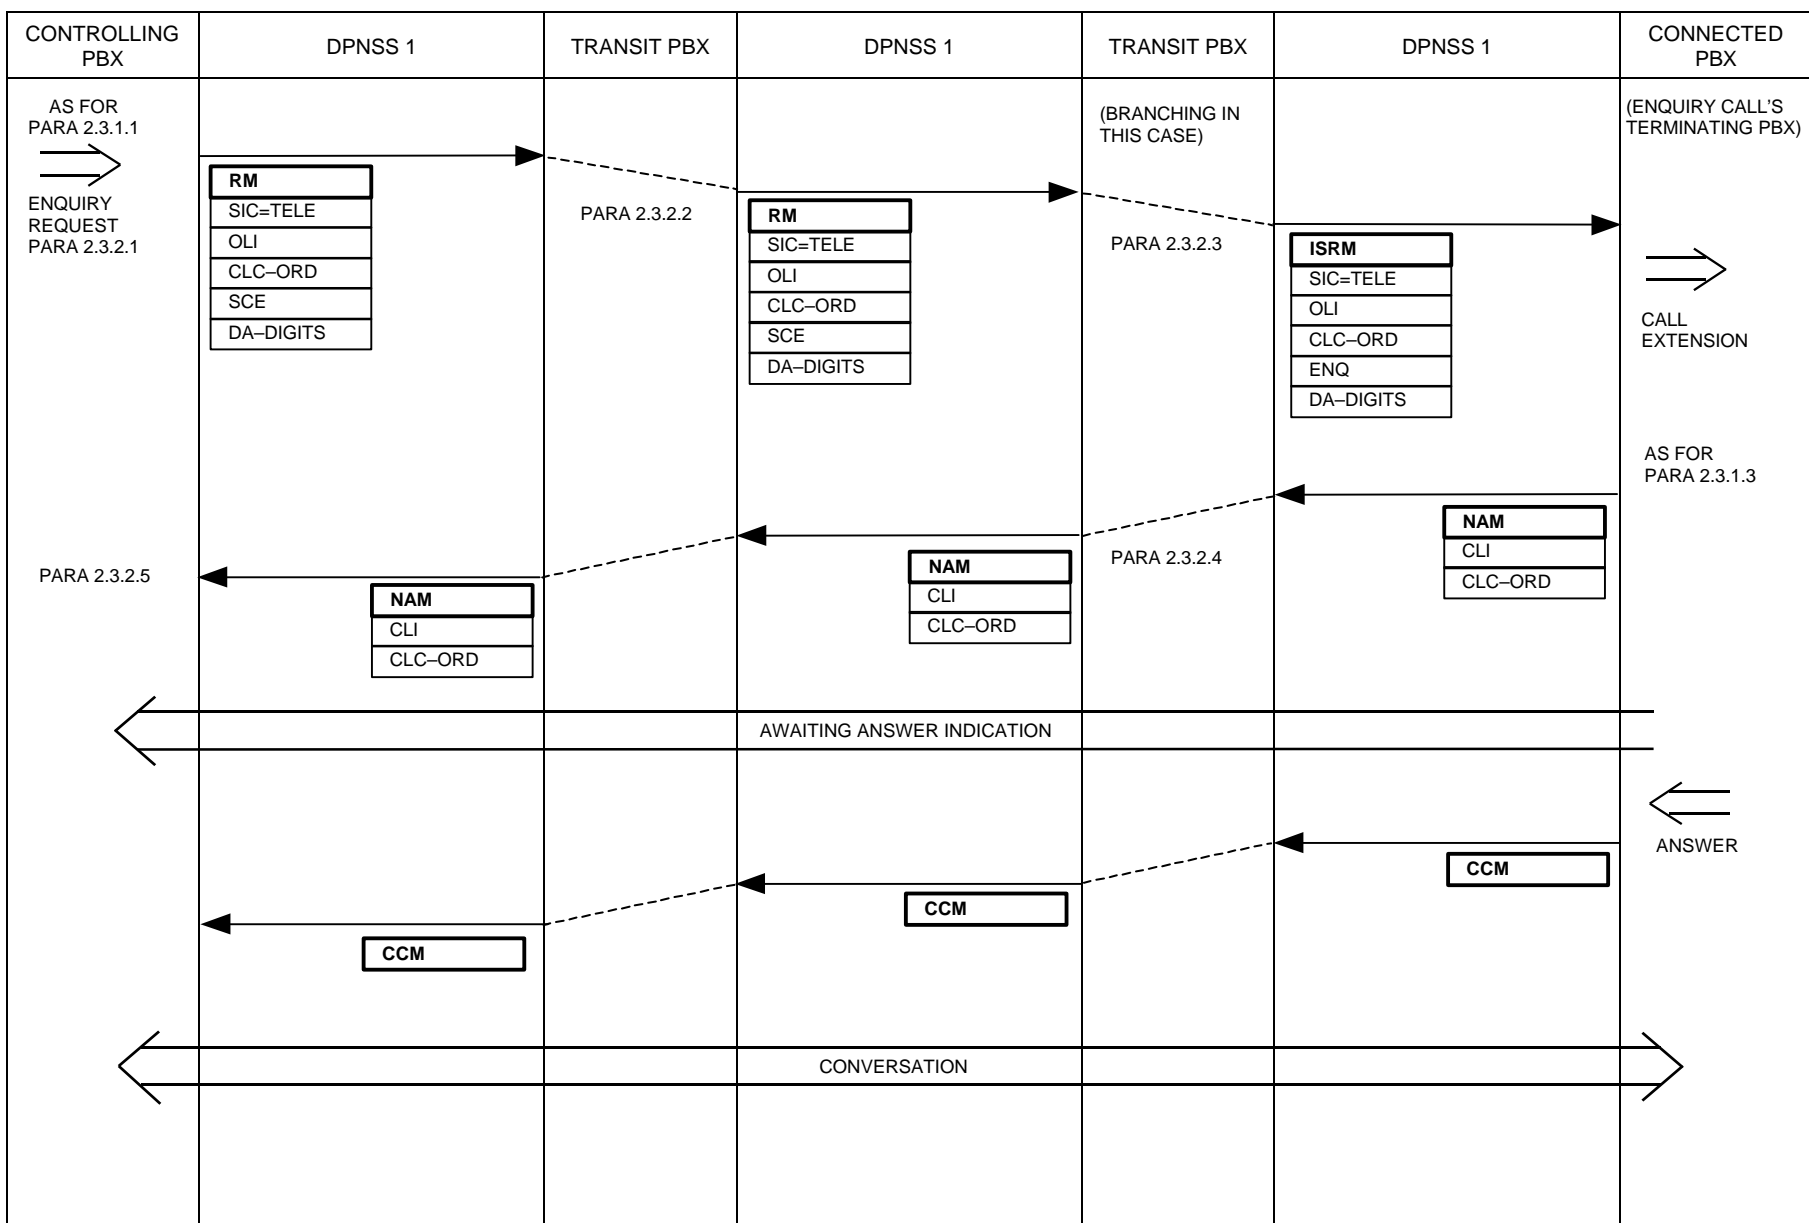 CONTROLLING
PBX
DPNSS 1
TRANSIT PBX
DPNSS 1
TRANSIT PBX
DPNSS 1
CONNECTED
PBX
AS FOR
PARA 2.3.1.1
ENQUIRY
REQUEST
PARA 2.3.2.1
RM
SIC=TELE
OLI
CLC–ORD
SCE
DA–DIGITS
PARA 2.3.2.2
RM
SIC=TELE
OLI
CLC–ORD
SCE
DA–DIGITS
(BRANCHING IN
THIS CASE)
PARA 2.3.2.3
ISRM
SIC=TELE
OLI
CLC–ORD
ENQ
DA–DIGITS
(ENQUIRY CALL'S
TERMINATING PBX)
CALL
EXTENSION
AS FOR
PARA 2.3.1.3
NAM
CLI
CLC–ORD
PARA 2.3.2.4
NAM
CLI
CLC–ORD
PARA 2.3.2.5
NAM
CLI
CLC–ORD
AWAITING ANSWER INDICATION
ANSWER
CCM
CCM
CCM
CONVERSATION